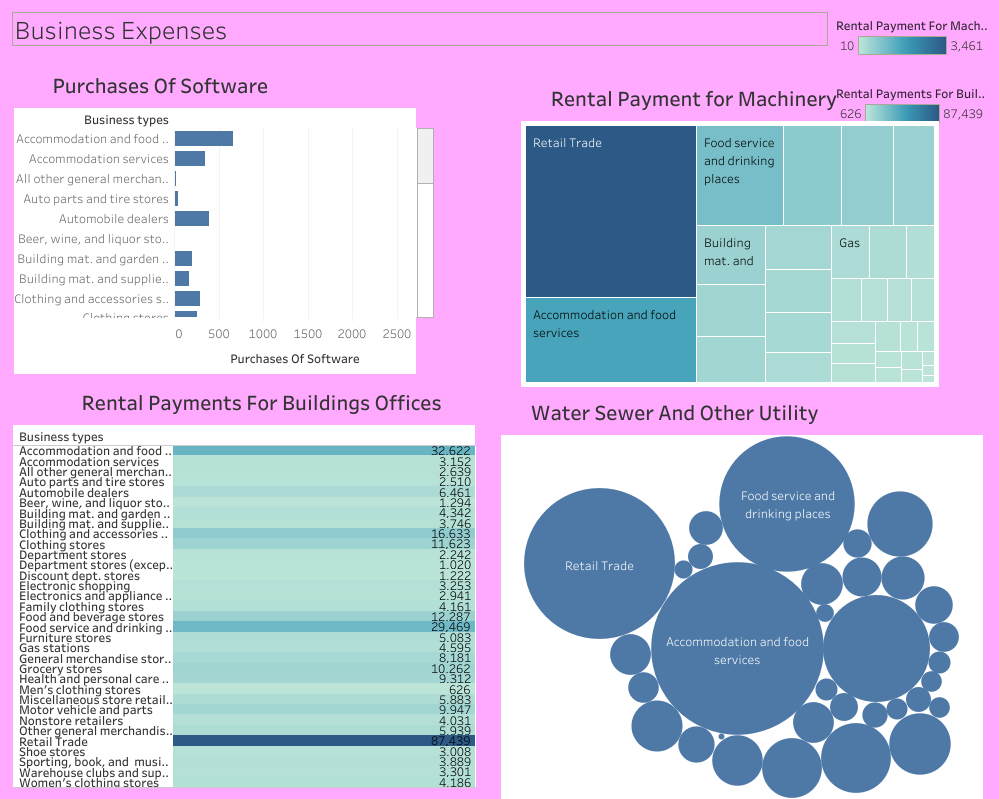 Business Expenses
Rental Payment For Mach..
10 3,461
Rental Payments For Buil..
626 87,439
Purchases Of Software
Business types
Accommodation and food ..
Accommodation services
All other general merchan..
Auto parts and tire stores
Automobile dealers
Beer, wine, and liquor sto..
Building mat. and garden ..
Building mat. and supplie..
Clothing and accessories s..
Clothing stores
0 500 1000 1500 2000 2500
Purchases Of Software
Rental Payment for Machinery
Retail Trade
Food service
and drinking
places
Building
mat. and
Gas
Accommodation and food
services
Rental Payments For Buildings Offices
Business types
Accommodation and food .. 32,622
Accommodation services 3,152
All other general merchan.. 2,639
Auto parts and tire stores 2,510
Automobile dealers 6,461
Beer, wine, and liquor sto.. 1,294
Building mat. and garden .. 4,342
Building mat. and supplie.. 3,746
Clothing and accessories .. 16,633
Clothing stores 11,623
Department stores 2,242
Department stores (excep.. 1,020
Discount dept. stores 1,222
Electronic shopping 3,253
Electronics and appliance .. 2,941
Family clothing stores 4,161
Food and beverage stores 12,287
Food service and drinking .. 29,469
Furniture stores 5,083
Gas stations 4,595
General merchandise stor.. 8,181
Grocery stores 10,262
Health and personal care .. 9,312
Men's clothing stores 626
Miscellaneous store retail.. 5,883
Motor vehicle and parts 9,947
Nonstore retailers 4,031
Other general merchandis.. 5,939
Retail Trade 87,439
Shoe stores 3,008
Sporting, book, and musi.. 3,889
Warehouse clubs and sup.. 3,301
Women's clothing stores 4,186
Water Sewer And Other Utility
Food service and
drinking places
Retail Trade
Accommodation and food
services